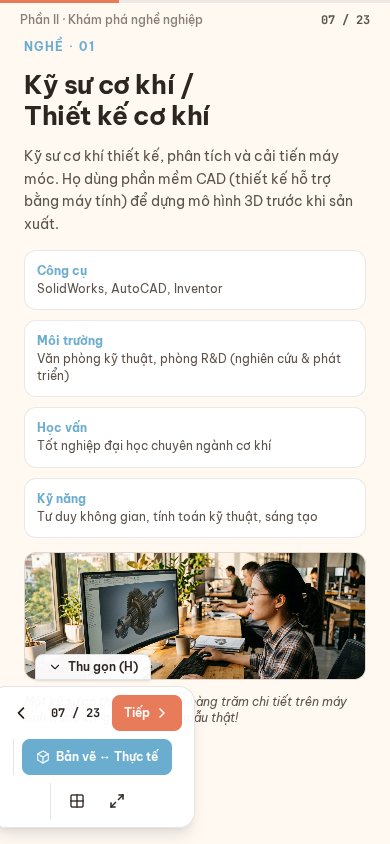 Phần II · Khám phá nghề nghiệp
07 / 23
NGHỀ · 01
Kỹ sư cơ khí /
Thiết kế cơ khí
Kỹ sư cơ khí thiết kế, phân tích và cải tiến máy
móc. Họ dùng phần mềm CAD (thiết kế hỗ trợ
bằng máy tính) để dựng mô hình 3D trước khi sản
xuất.
Công cụ
SolidWorks, AutoCAD, Inventor
Môi trường
Văn phòng kỹ thuật, phòng R&D (nghiên cứu & phát
triển)
Học vấn
Tốt nghiệp đại học chuyên ngành cơ khí
Kỹ năng
Tư duy không gian, tính toán kỹ thuật, sáng tạo
Thu gọn (H)
hàng trăm chi tiết trên máy
mẫu thật!
07 / 23
Tiếp
Bản vẽ ↔ Thực tế